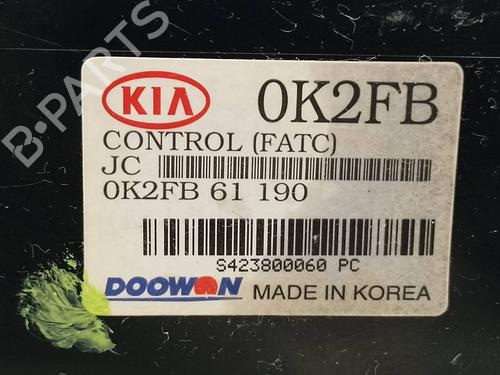 B-PARTS
KIA 0K2FB
CONTROL (FATC)
JC
0K2FB 61 190
S423800060 PC
DOOWON MADE IN KOREA